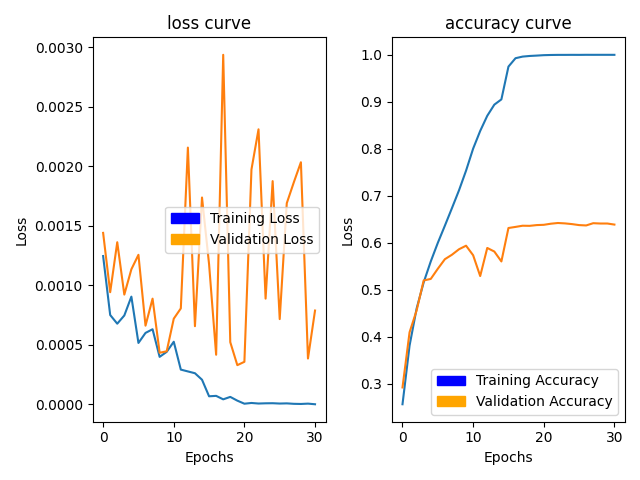 loss curve
0.0030
0.0025
0.0020
0.0015
0.0010
0.0005
0.0000
Loss
Training Loss
Validation Loss
0 10 20 30
Epochs
accuracy curve
1.0
0.9
0.8
0.7
0.6
0.5
0.4
0.3
Loss
Training Accuracy
Validation Accuracy
0 10 20 30
Epochs